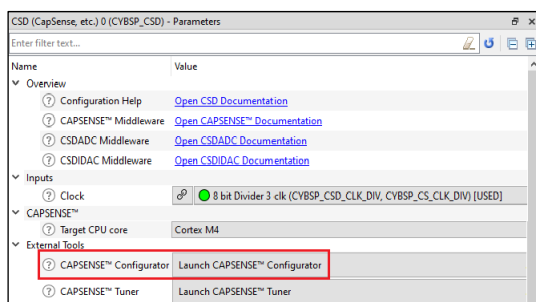 CSD (CapSense, etc.) 0 (CYBSP_CSD) - Parameters
Enter filter text...
Name Value
Overview
Configuration Help Open CSD Documentation
CAPSENSE™ Middleware Open CAPSENSE™ Documentation
CSDADC Middleware Open CSDADC Documentation
CSDIDAC Middleware Open CSDIDAC Documentation
Inputs
Clock 8 bit Divider 3 clk (CYBSP_CSD_CLK_DIV, CYBSP_CS_CLK_DIV) [USED]
CAPSENSE™
Target CPU core Cortex M4
External Tools
CAPSENSE™ Configurator Launch CAPSENSE™ Configurator
CAPSENSE™ Tuner Launch CAPSENSE™ Tuner